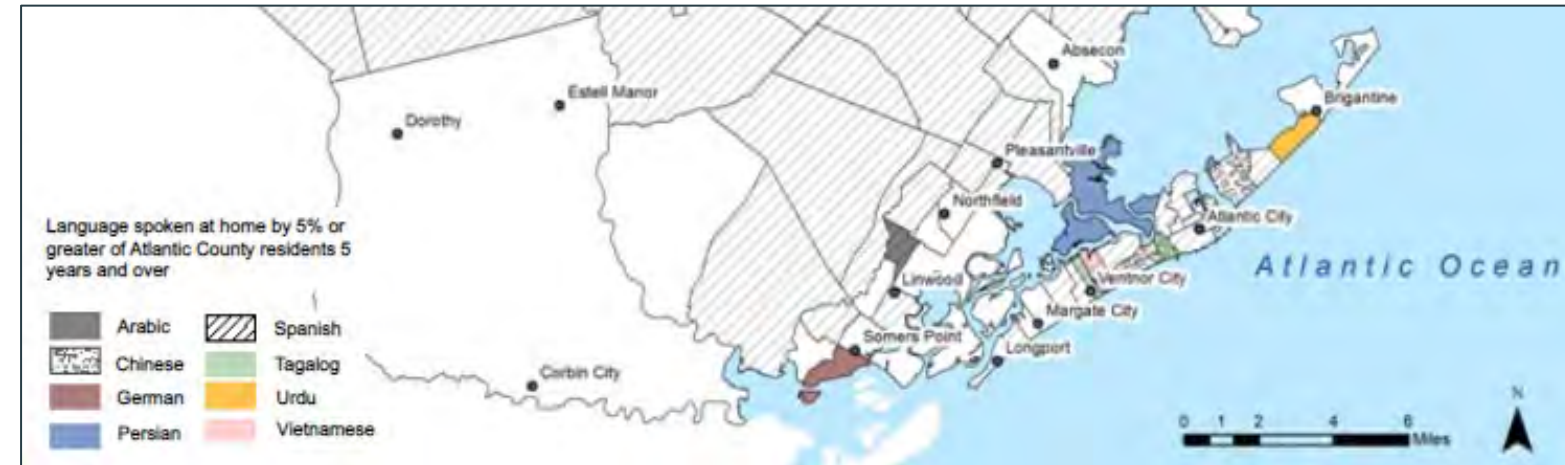 Absecon
Brigantine
Estell Manor
Dorothy
Pleasantville
Northfield
Atlantic City
Language spoken at home by 5% or
greater of Atlantic County residents 5
years and over
Atlantic Ocean
Linwood
Ventnor City
Margate City
Somers Point
Longport
Corbin City
Arabic
Spanish
Chinese
Tagalog
German
Urdu
Persian
Vietnamese
N
0 1 2 4 6
Miles